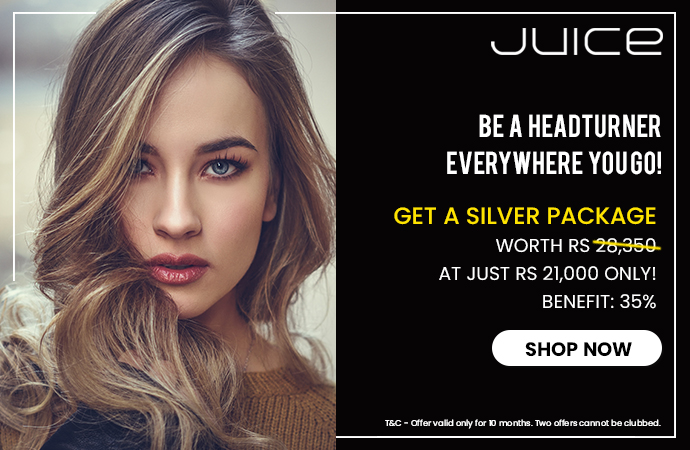 JUICE
BE A HEADTURNER
EVERYWHERE YOU GO!
GET A SILVER PACKAGE
WORTH RS 28,350
AT JUST RS 21,000 ONLY!
BENEFIT: 35%
SHOP NOW
T&C - Offer valid only for 10 months. Two offers cannot be clubbed.